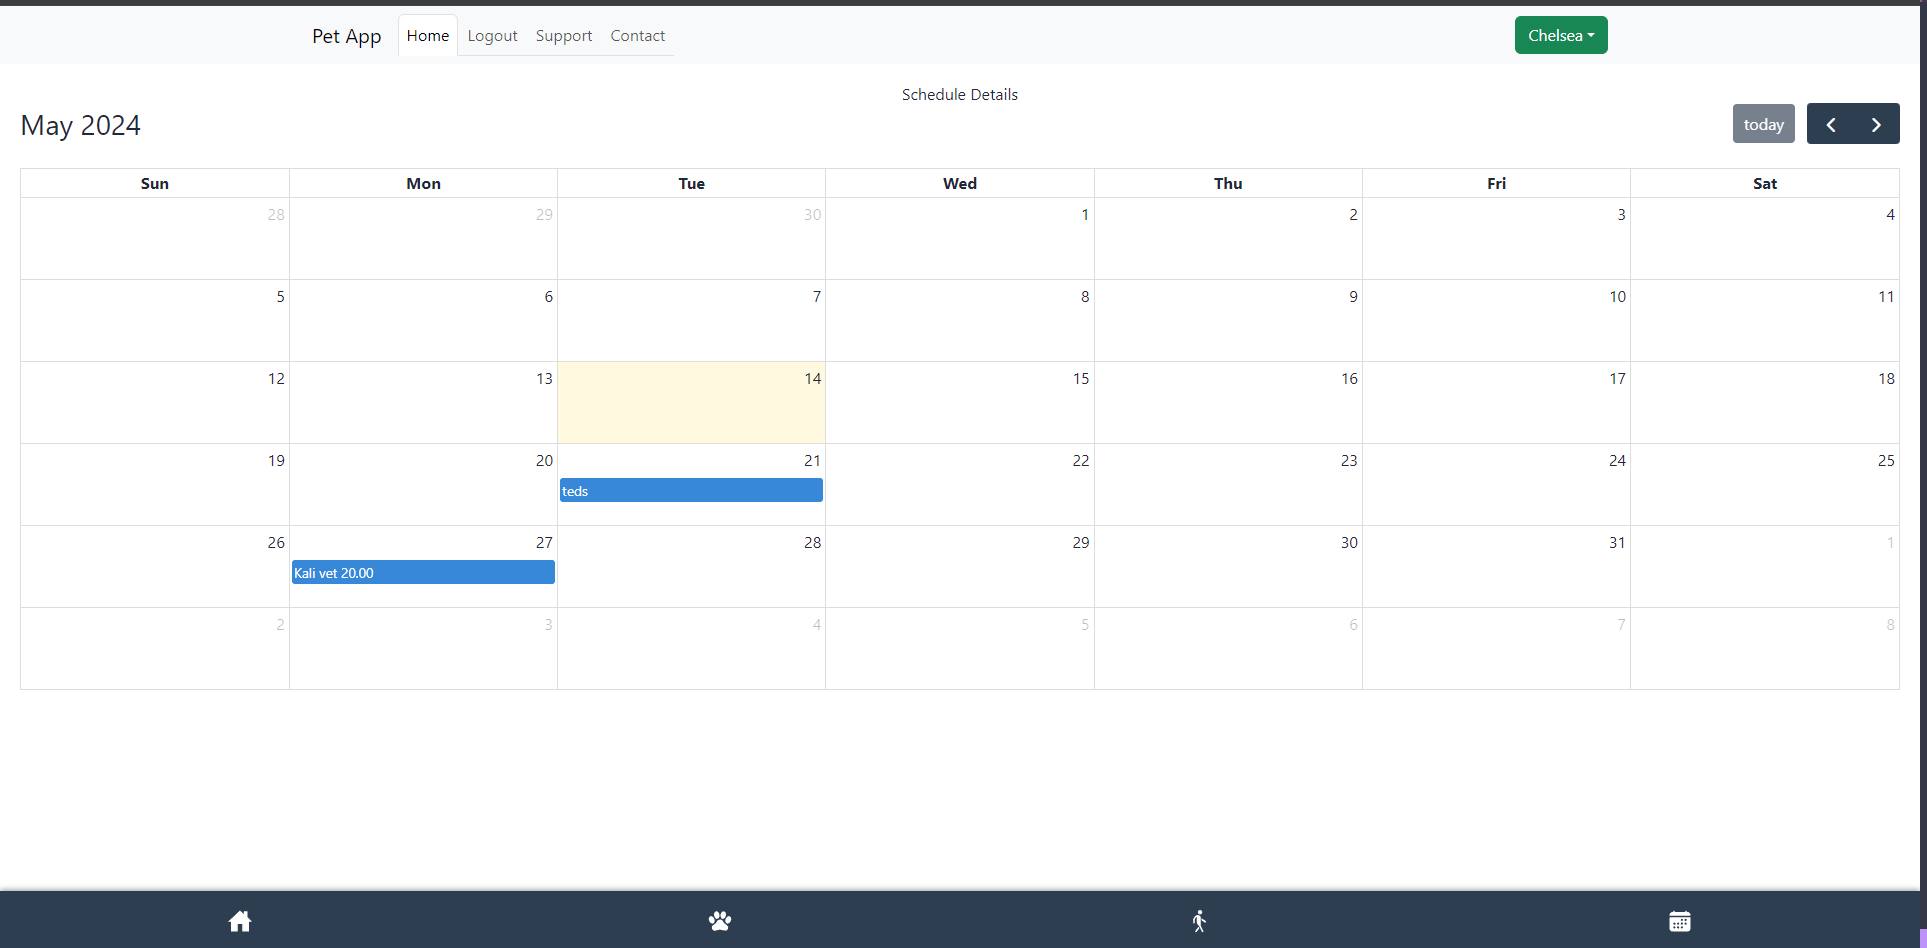 Pet App Home Logout Support Contact Chelsea
Schedule Details
May 2024 today
Sun Mon Tue Wed Thu Fri Sat
28 29 30 1 2 3 4
5 6 7 8 9 10 11
12 13 14 15 16 17 18
19 20 21 22 23 24 25
teds
26 27 28 29 30 31 1
Kali vet 20.00
2 3 4 5 6 7 8